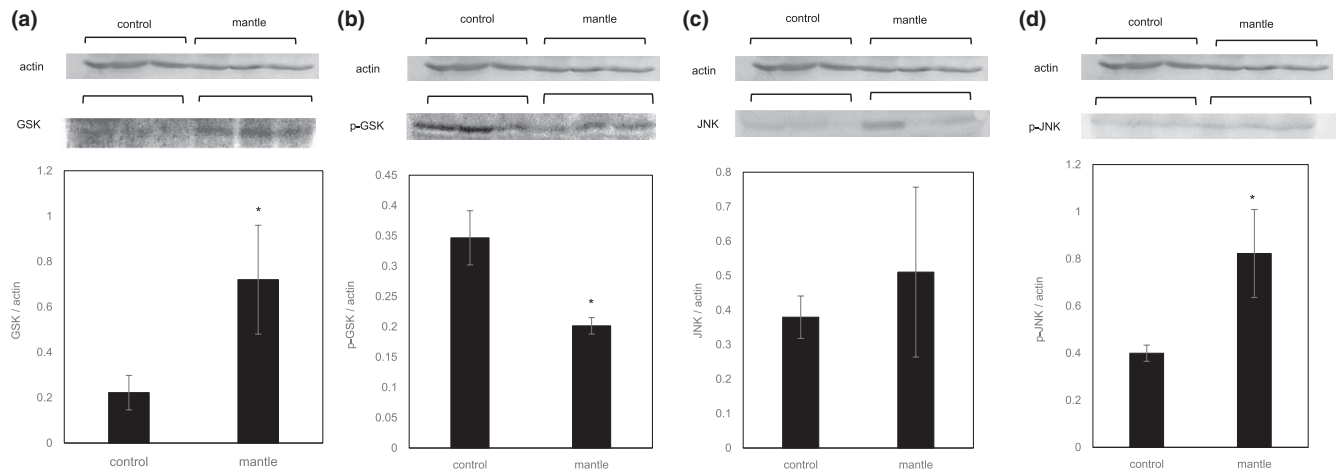 (a)
control mantle
actin
GSK
1.2
1
0.8
0.6
0.4
0.2
0
GSK / actin
*
control mantle
(b)
control mantle
actin
p-GSK
0.45
0.4
0.35
0.3
0.25
0.2
0.15
0.1
0.05
0
p-GSK / actin
*
control mantle
(c)
control mantle
actin
JNK
0.8
0.7
0.6
0.5
0.4
0.3
0.2
0.1
0
JNK / actin
control mantle
(d)
control mantle
actin
p-JNK
1.2
1
0.8
0.6
0.4
0.2
0
p-JNK / actin
*
control mantle